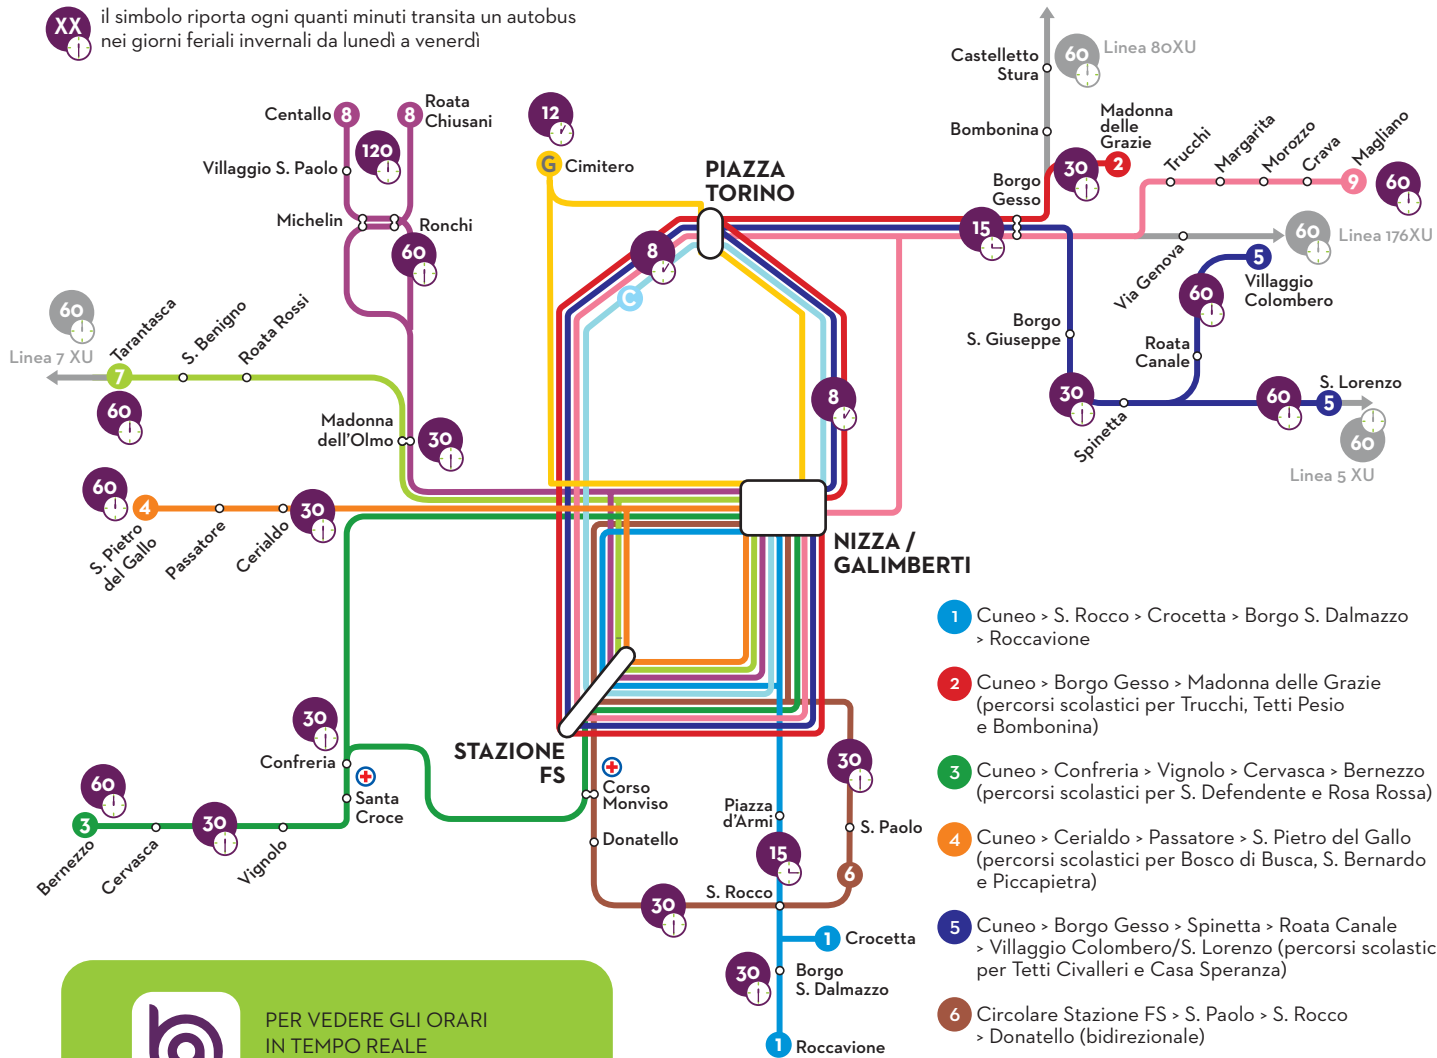 XX
il simbolo riporta ogni quanti minuti transita un autobus
nei giorni feriali invernali da lunedì a venerdì
Centallo
8
8
Roata
Chiusani
120
Villaggio S. Paolo
Michelin
Ronchi
60
12
G
Cimitero
PIAZZA
TORINO
8
C
8
Castelletto
Stura
60
Linea 80XU
Bombonina
Madonna
delle
Grazie
30
2
Borgo
Gesso
15
Trucchi
Margarita
Morozzo
Crava
Magliano
9
60
60
Linea 176XU
Via Genova
5
Villaggio
Colombero
60
Borgo
S. Giuseppe
Roata
Canale
30
Spinetta
60
S. Lorenzo
5
60
Linea 5 XU
60
Linea 7 XU
Tarantasca
S. Benigno
Roata Rossi
7
60
Madonna
dell'Olmo
30
60
4
S. Pietro
del Gallo
Passatore
Cerialdo
30
NIZZA /
GALIMBERTI
STAZIONE
FS
30
Confreria
Santa
Croce
60
3
Bernezzo
Cervasca
30
Vignolo
Corso
Monviso
Donatello
30
Piazza
d'Armi
15
S. Rocco
30
S. Paolo
6
1
Crocetta
30
Borgo
S. Dalmazzo
1
Roccavione
1
Cuneo > S. Rocco > Crocetta > Borgo S. Dalmazzo
> Roccavione
2
Cuneo > Borgo Gesso > Madonna delle Grazie
(percorsi scolastici per Trucchi, Tetti Pesio
e Bombonina)
3
Cuneo > Confreria > Vignolo > Cervasca > Bernezzo
(percorsi scolastici per S. Defendente e Rosa Rossa)
4
Cuneo > Cerialdo > Passatore > S. Pietro del Gallo
(percorsi scolastici per Bosco di Busca, S. Bernardo
e Piccapietra)
5
Cuneo > Borgo Gesso > Spinetta > Roata Canale
> Villaggio Colombero/S. Lorenzo (percorsi scolastic
per Tetti Civalleri e Casa Speranza)
6
Circolare Stazione FS > S. Paolo > S. Rocco
> Donatello (bidirezionale)
PER VEDERE GLI ORARI
IN TEMPO REALE